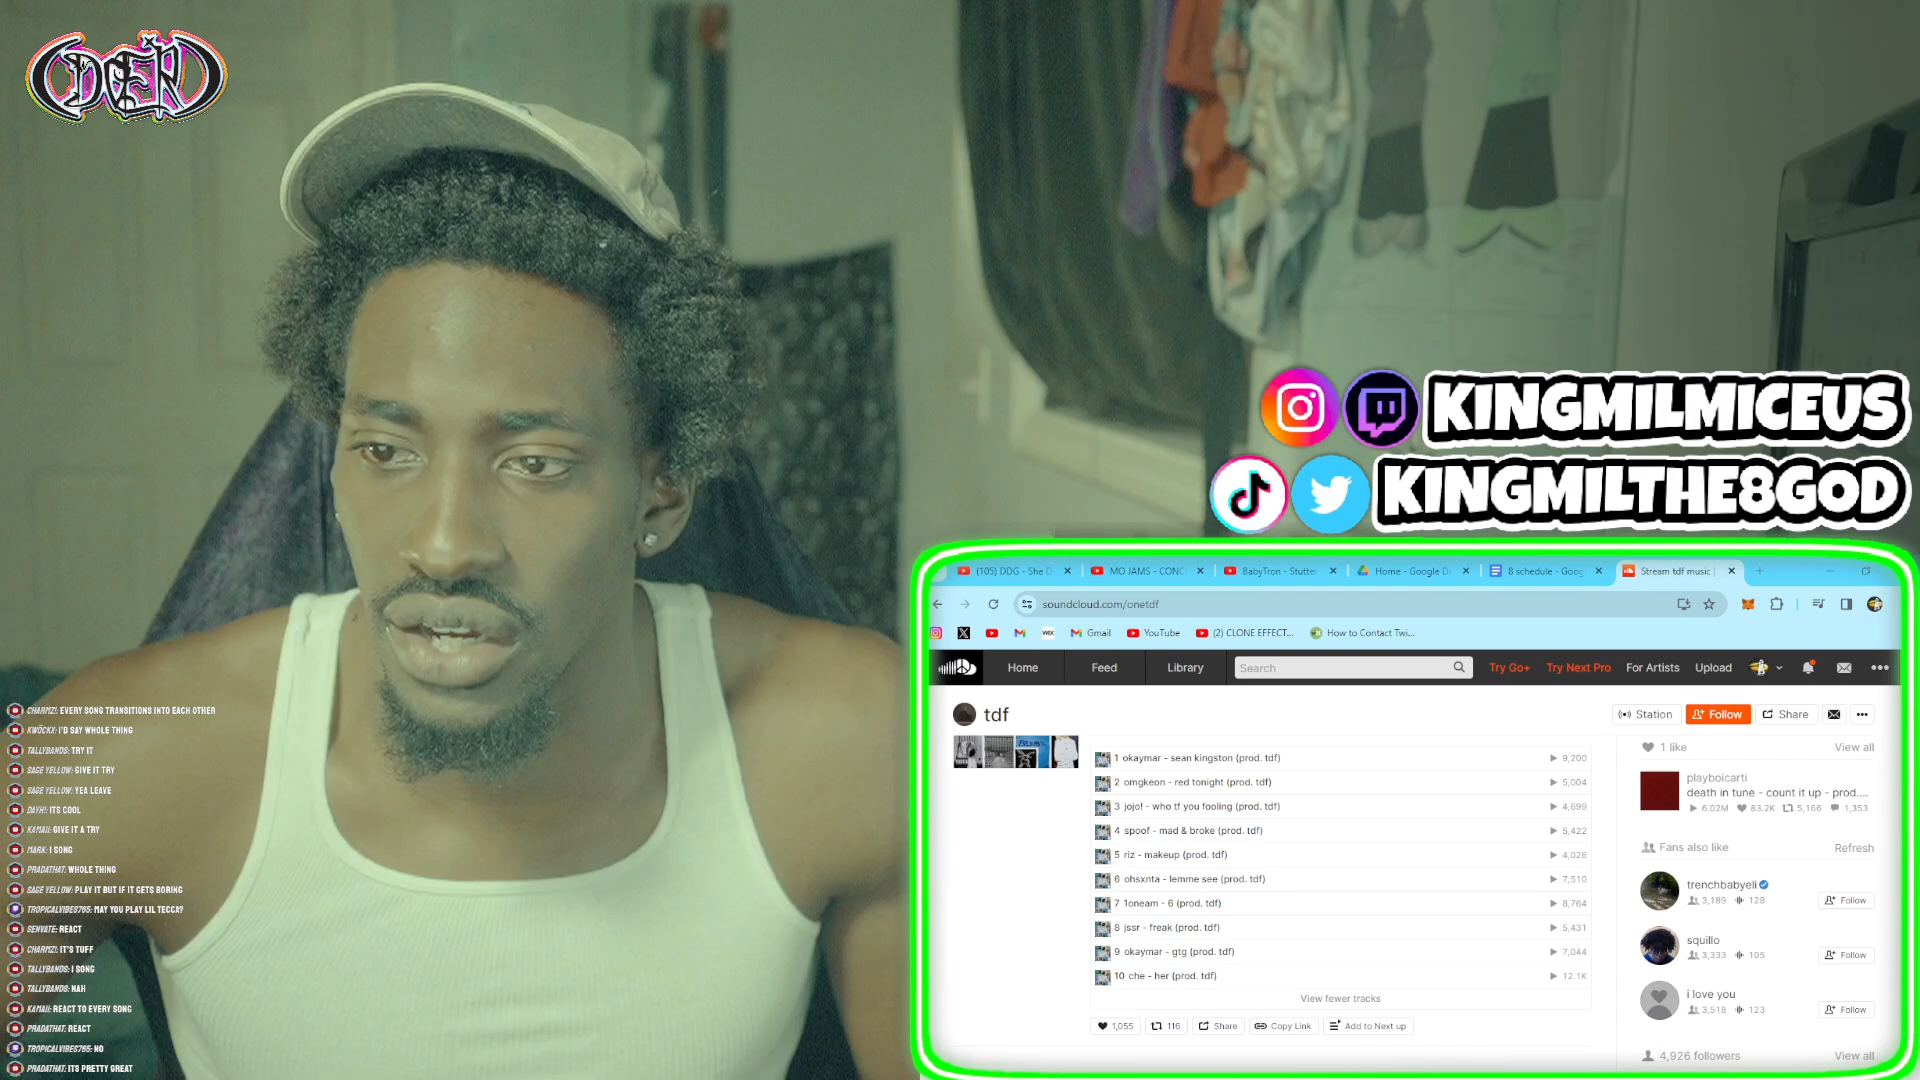 KINGMILMICEUS
KINGMILTHE8GOD
CHARMZ!: EVERY SONG TRANSITIONS INTO EACH OTHER
KWÖCKX: I'D SAY WHOLE THING
TALLYBANDS: TRY IT
SAGE YELLOW: GIVE IT TRY
SAGE YELLOW: YEA LEAVE
DAYH!: ITS COOL
KAMAII: GIVE IT A TRY
MARK: I SONG
PRADATHAT: WHOLE THING
SAGE YELLOW: PLAY IT BUT IF IT GETS BORING
TROPICALVIBES765: MAY YOU PLAY LIL TECCA?
SENVATE: REACT
CHARMZ!: IT'S TUFF
TALLYBANDS: I SONG
TALLYBANDS: NAH
KAMAII: REACT TO EVERY SONG
PRADATHAT: REACT
TROPICALVIBES765: NO
PRADATHAT: ITS PRETTY GREAT
(105) DDG - She D
MO JAMS - CONC
BabyTron - Stutter
Home - Google D
8 schedule - Goog
Stream tdf music |
soundcloud.com/onetdf
WIX
Gmail
YouTube
(2) CLONE EFFECT...
How to Contact Twi...
Home
Feed
Library
Search
Try Go+
Try Next Pro
For Artists
Upload
tdf
Station
Follow
Share
1 okaymar - sean kingston (prod. tdf) 9,200
2 omgkeon - red tonight (prod. tdf) 5,004
3 jojo! - who tf you fooling (prod. tdf) 4,699
4 spoof - mad & broke (prod. tdf) 5,422
5 riz - makeup (prod. tdf) 4,026
6 ohsxnta - lemme see (prod. tdf) 7,510
7 1oneam - 6 (prod. tdf) 8,764
8 jssr - freak (prod. tdf) 5,431
9 okaymar - gtg (prod. tdf) 7,044
10 che - her (prod. tdf) 12.1K
View fewer tracks
1,055
116
Share
Copy Link
Add to Next up
1 like
View all
playboicarti
death in tune - count it up - prod....
6.02M 83.2K 5,166 1,353
Fans also like
Refresh
trenchbabyeli
3,189 128
Follow
squillo
3,333 105
Follow
i love you
3,518 123
Follow
4,926 followers
View all